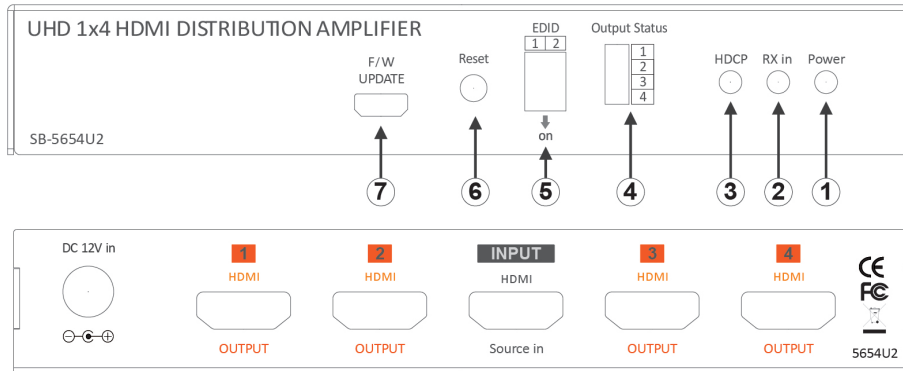 UHD 1x4 HDMI DISTRIBUTION AMPLIFIER
F/W
UPDATE
Reset
EDID
1 2
on
Output Status
1
2
3
4
HDCP
RX in
Power
SB-5654U2
7
6
5
4
3
2
1
DC 12V in
1
HDMI
OUTPUT
2
HDMI
OUTPUT
INPUT
HDMI
Source in
3
HDMI
OUTPUT
4
HDMI
OUTPUT
CE
FC
5654U2